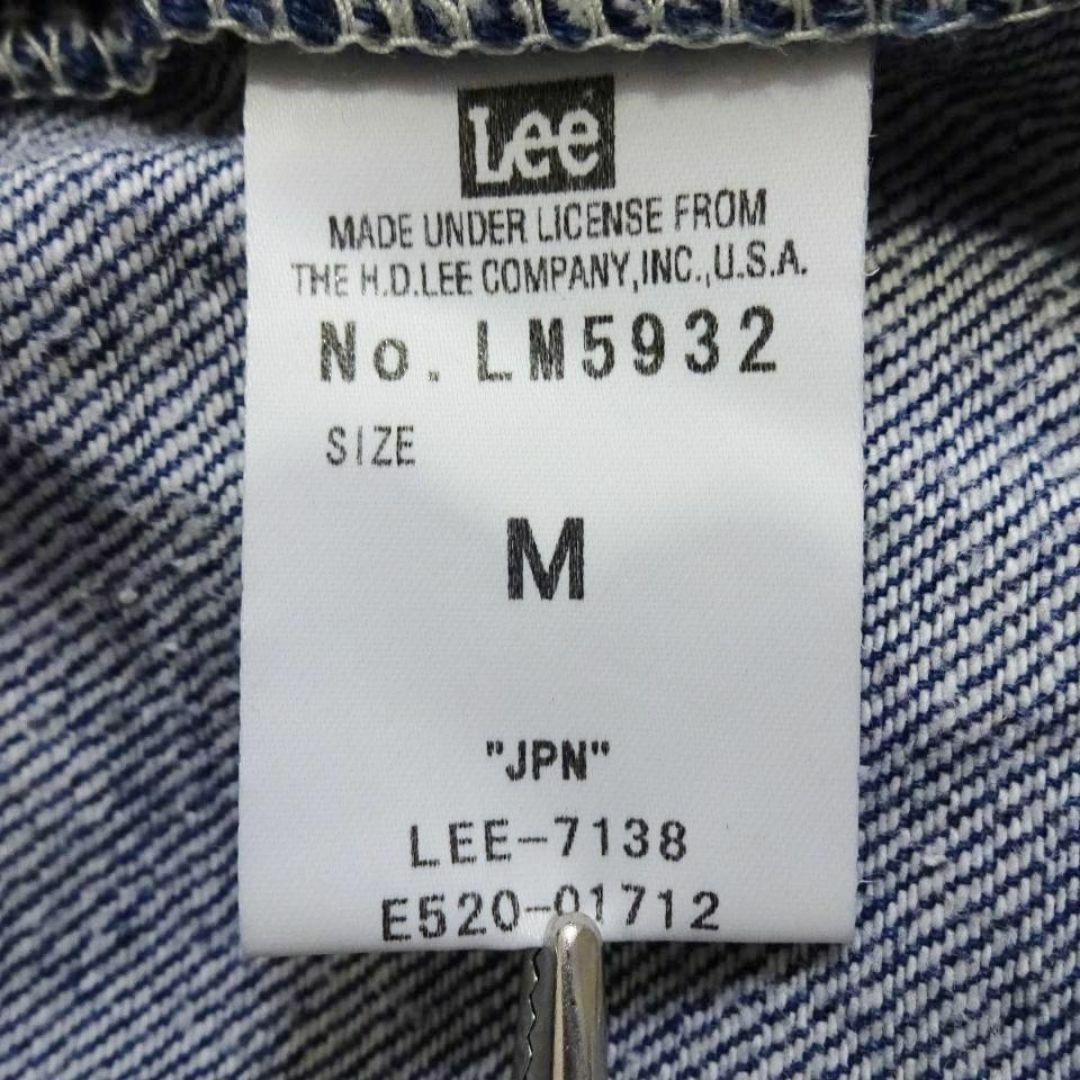 Lee
MADE UNDER LICENSE FROM
THE H.D.LEE COMPANY,INC.,U.S.A.
No. LM5932
SIZE
M
"JPN"
LEE-7138
E520-01712